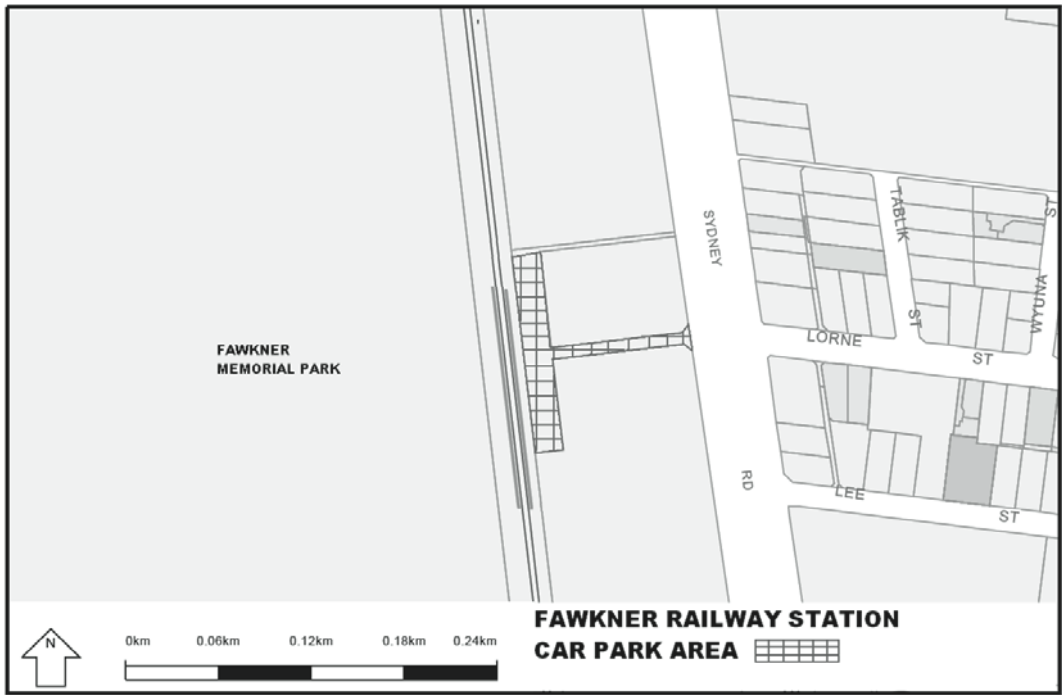 TABLIK
ST
SYDNEY
WYUNA
ST
LORNE
ST
FAWKNER
MEMORIAL PARK
RD
LEE
ST
N
0km 0.06km 0.12km 0.18km 0.24km
FAWKNER RAILWAY STATION
CAR PARK AREA